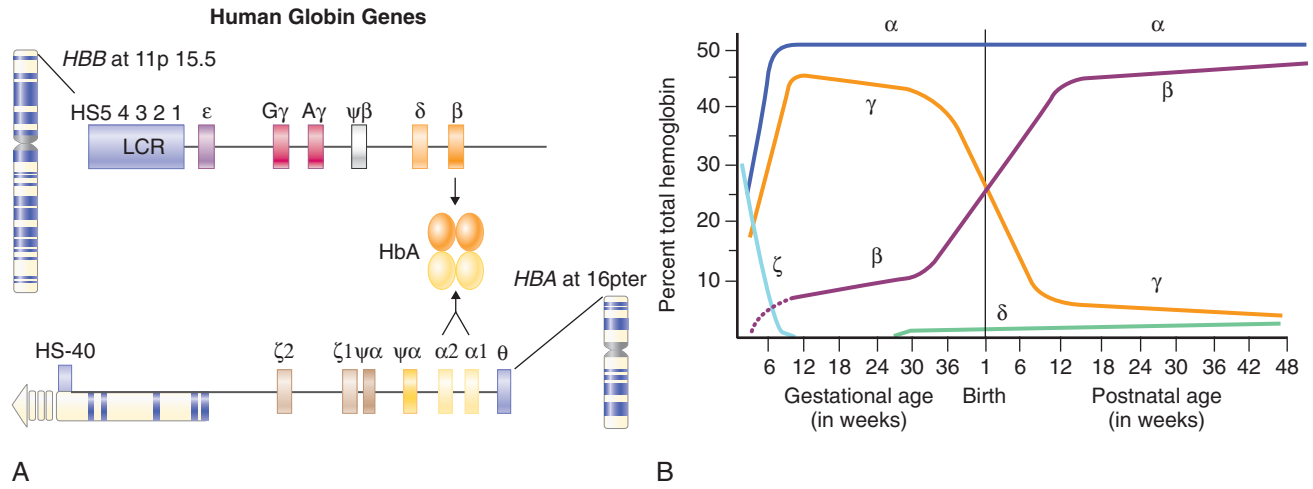 Human Globin Genes
HBB at 11p 15.5
HS5 4 3 2 1
ε
Gγ
Aγ
ψβ
δ
β
LCR
HbA
HBA at 16pter
HS-40
ζ2
ζ1
ψα
ψα
α2
α1
θ
A
Percent total hemoglobin
50
40
30
20
10
α
α
γ
β
ζ
β
γ
δ
6 12 18 24 30 36 1 6 12 18 24 30 36 42 48
Gestational age
(in weeks)
Birth
Postnatal age
(in weeks)
B